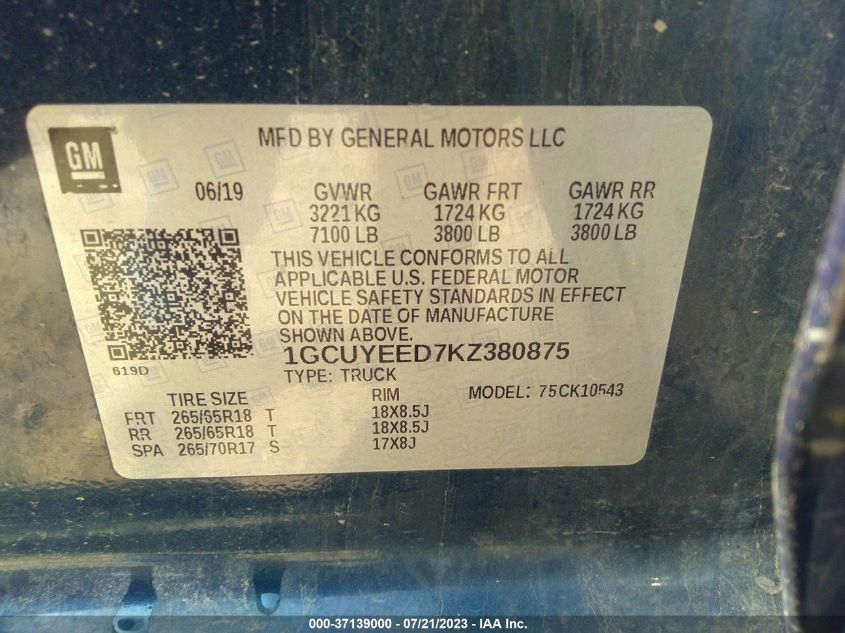 GM
MFD BY GENERAL MOTORS LLC
06/19 GVWR GAWR FRT GAWR RR
3221 KG 1724 KG 1724 KG
7100 LB 3800 LB 3800 LB
THIS VEHICLE CONFORMS TO ALL
APPLICABLE U.S. FEDERAL MOTOR
VEHICLE SAFETY STANDARDS IN EFFECT
ON THE DATE OF MANUFACTURE
SHOWN ABOVE.
619D
1GCUYEED7KZ380875
TYPE: TRUCK MODEL: 75CK10543
TIRE SIZE RIM
FRT 265/65R18 T 18X8.5J
RR 265/65R18 T 18X8.5J
SPA 265/70R17 S 17X8J
000-37139000 - 07/21/2023 - IAA Inc.